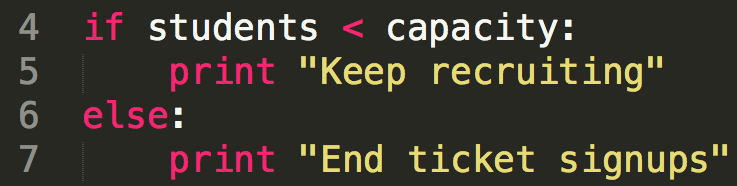 4 if students < capacity:
5     print "Keep recruiting"
6 else:
7     print "End ticket signups"